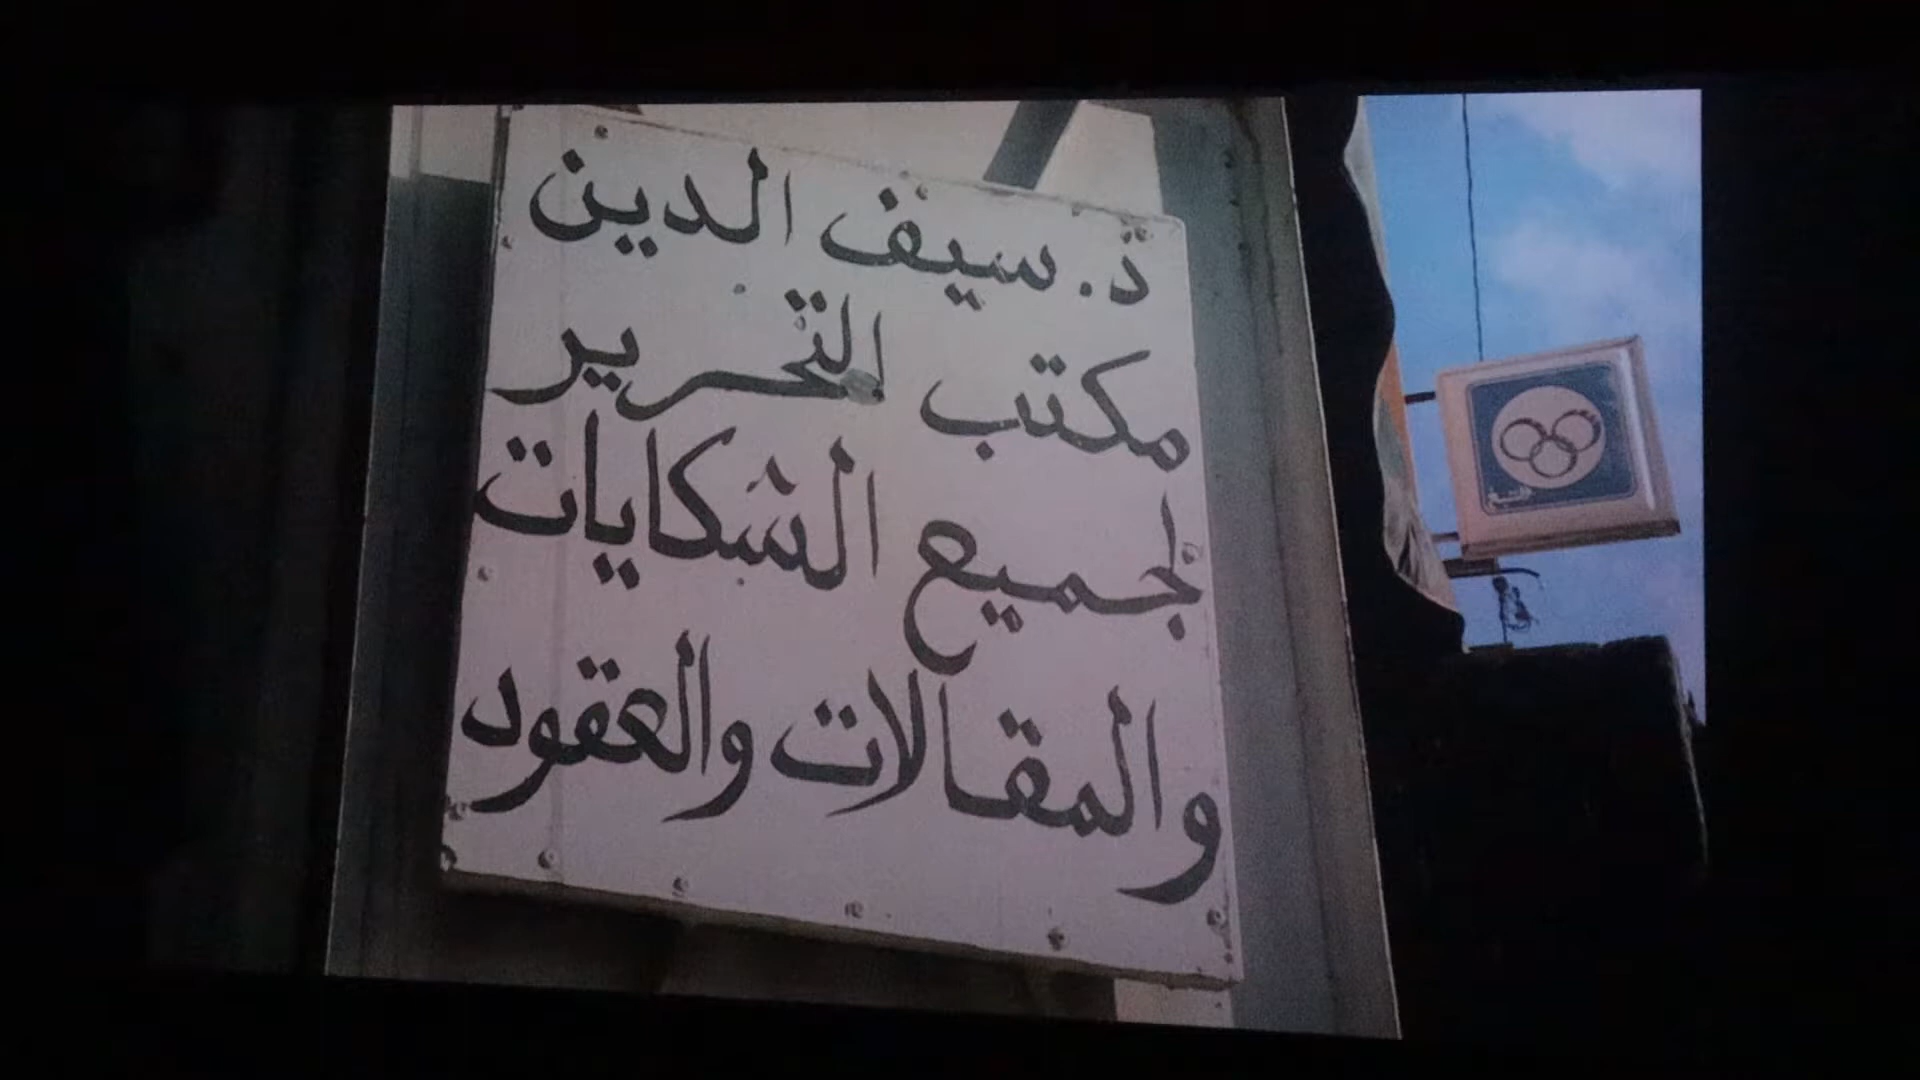 د. سيف الدين
مكتب التحرير
لجميع الشكايات
والمقالات والعقود